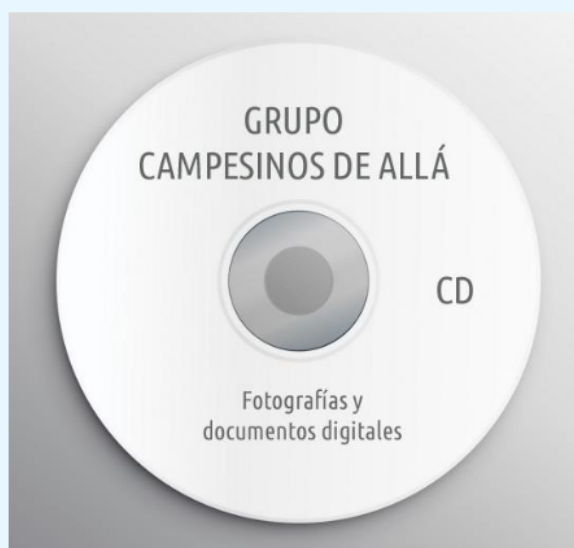 GRUPO
CAMPESINOS DE ALLÁ
CD
Fotografías y
documentos digitales